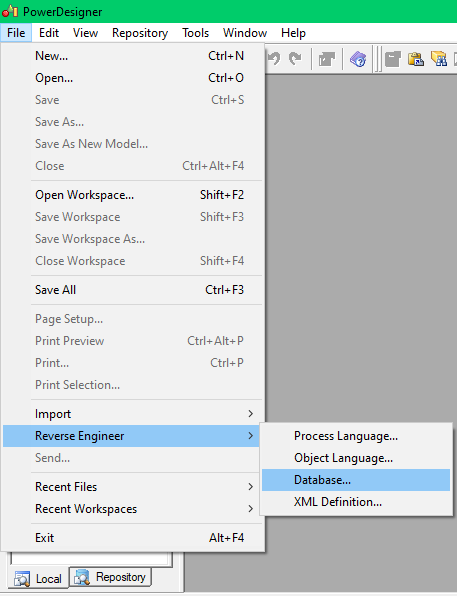 PowerDesigner
File Edit View Repository Tools Window Help
New... Ctrl+N
Open... Ctrl+O
Save Ctrl+S
Save As...
Save As New Model...
Close Ctrl+Alt+F4
Open Workspace... Shift+F2
Save Workspace Shift+F3
Save Workspace As...
Close Workspace Shift+F4
Save All Ctrl+F3
Page Setup...
Print Preview Ctrl+Alt+P
Print... Ctrl+P
Print Selection...
Import
Reverse Engineer
Process Language...
Object Language...
Database...
XML Definition...
Send...
Recent Files
Recent Workspaces
Exit Alt+F4
Local Repository